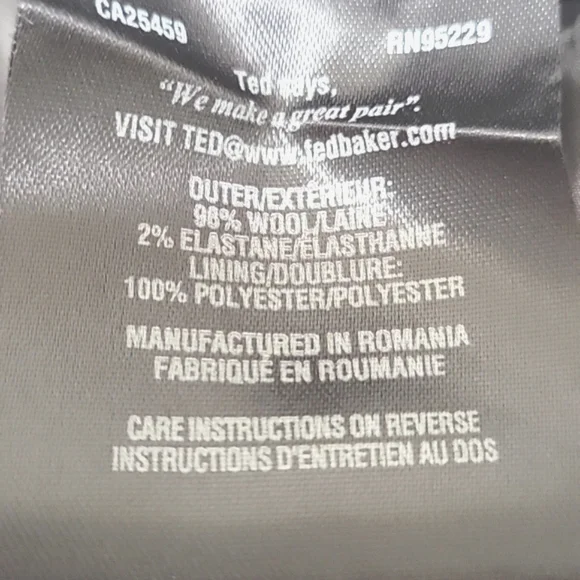 CA25459
RN95229
Ted says,
"We make a great pair".
VISIT TED@www.tedbaker.com
OUTER/EXTÉRIEUR:
98% WOOL/LAINE
2% ELASTANE/ÉLASTHANNE
LINING/DOUBLURE:
100% POLYESTER/POLYESTER
MANUFACTURED IN ROMANIA
FABRIQUÉ EN ROUMANIE
CARE INSTRUCTIONS ON REVERSE
INSTRUCTIONS D'ENTRETIEN AU DOS